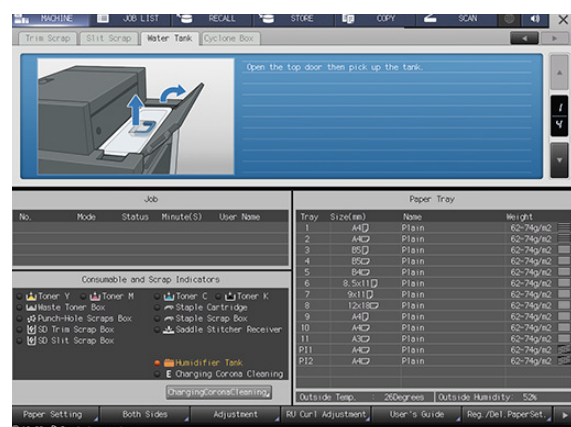 MACHINE JOB LIST RECALL STORE COPY SCAN
Trim Scrap Slit Scrap Water Tank Cyclone Box
Open the top door then pick up the tank.
1
4
Job
No. Mode Status Minute(S) User Name
Consumable and Scrap Indicators
Toner Y Toner M Toner C Toner K
Waste Toner Box Staple Cartridge
Punch-Hole Scraps Box Staple Scrap Box
SD Trim Scrap Box Saddle Stitcher Receiver
SD Slit Scrap Box
Humidifier Tank
E Charging Corona Cleaning
ChargingCoronaCleaning
Paper Tray
Tray Size(mm) Name Weight
1 A4 Plain 62-74g/m2
2 A4 Plain 62-74g/m2
3 B5 Plain 62-74g/m2
4 B5 Plain 62-74g/m2
5 B4 Plain 62-74g/m2
6 8.5x11 Plain 62-74g/m2
7 9x11 Plain 62-74g/m2
8 12x18 Plain 62-74g/m2
9 A4 Plain 62-74g/m2
10 A4 Plain 62-74g/m2
11 A3 Plain 62-74g/m2
PI1 A4 Plain 62-74g/m2
PI2 A4 Plain 62-74g/m2
Outside Temp. : 26Degrees Outside Humidity: 52%
Paper Setting Both Sides Adjustment RU Curl Adjustment User's Guide Reg./Del.PaperSet.